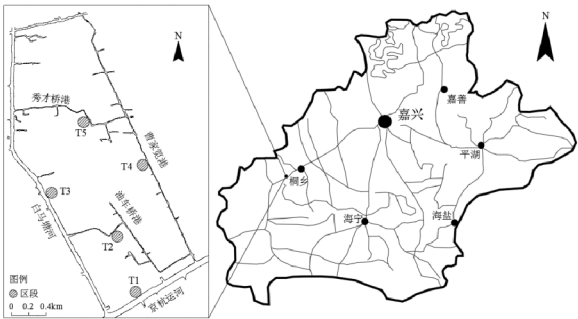 N
秀才桥港
T5
曹家簖港
T4
T3
油车桥港
白马塘河
T2
T1
京杭运河
图例
区段
0 0.2 0.4km
N
嘉善
嘉兴
平湖
桐乡
海宁
海盐